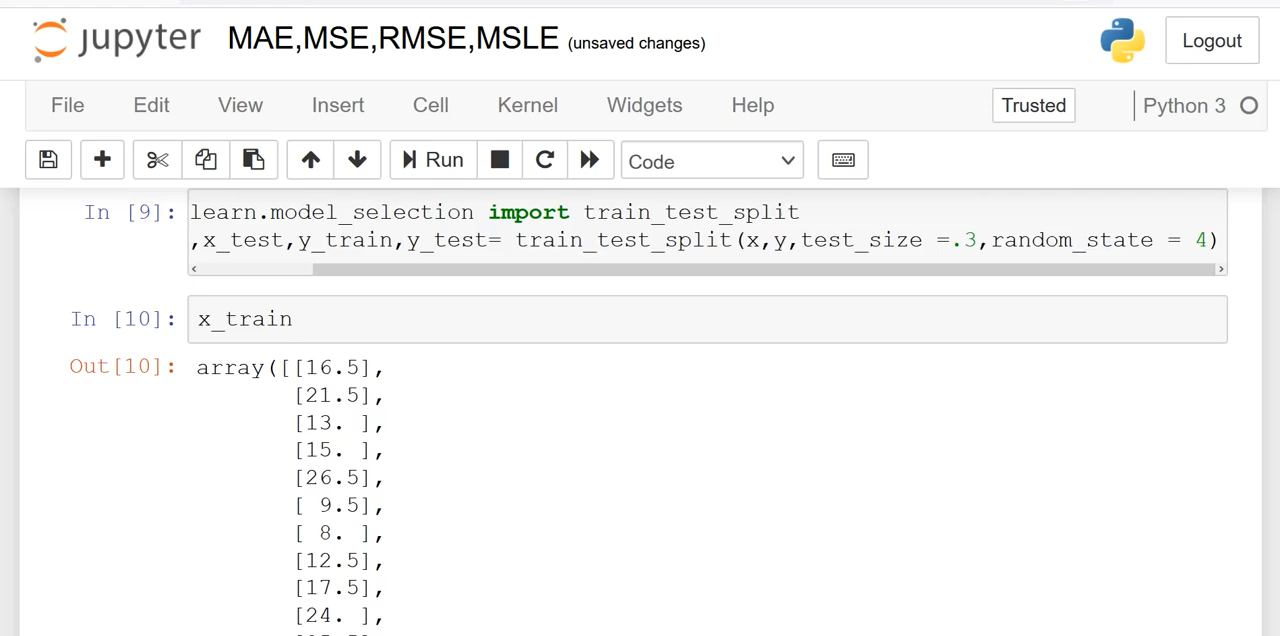 jupyter MAE,MSE,RMSE,MSLE (unsaved changes) Logout
File Edit View Insert Cell Kernel Widgets Help Trusted Python 3
Run Code
In [9]: learn.model_selection import train_test_split
,x_test,y_train,y_test= train_test_split(x,y,test_size =.3,random_state = 4)
In [10]: x_train
Out[10]: array([[16.5],
[21.5],
[13. ],
[15. ],
[26.5],
[ 9.5],
[ 8. ],
[12.5],
[17.5],
[24. ],